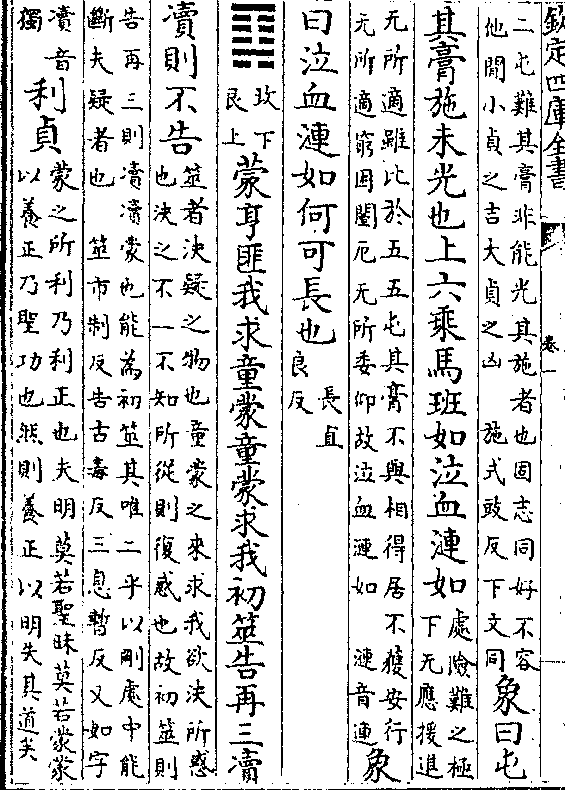 欽定四庫全書
卷一
二屯難其膏非能光其施者也固志同好不容
他閒小貞之吉大貞之凶 施式豉反下文同
象曰屯
其膏施未光也上六乘馬班如泣血漣如
處險難之極
下无應援進
无所適雖比於五五屯其膏不與相得居不獲安行
无所適窮困闉厄无所委仰故泣血漣如 漣音連
象
曰泣血漣如何可長也
長直
良反
䷃
坎下
艮上
蒙亨匪我求童蒙童蒙求我初筮告再三瀆
瀆則不告
筮者決疑之物也童蒙之來求我欲決所惑
也決之不一不知所從則復惑也故初筮則
告再三則瀆瀆蒙也能為初筮其唯二乎以剛處中能
斷夫疑者也 筮市制反告古毒反三息暫反又如字
瀆音
獨
利貞
蒙之所利乃利正也夫明莫若聖昧莫若蒙蒙
以養正乃聖功也然則養正以明失其道矣